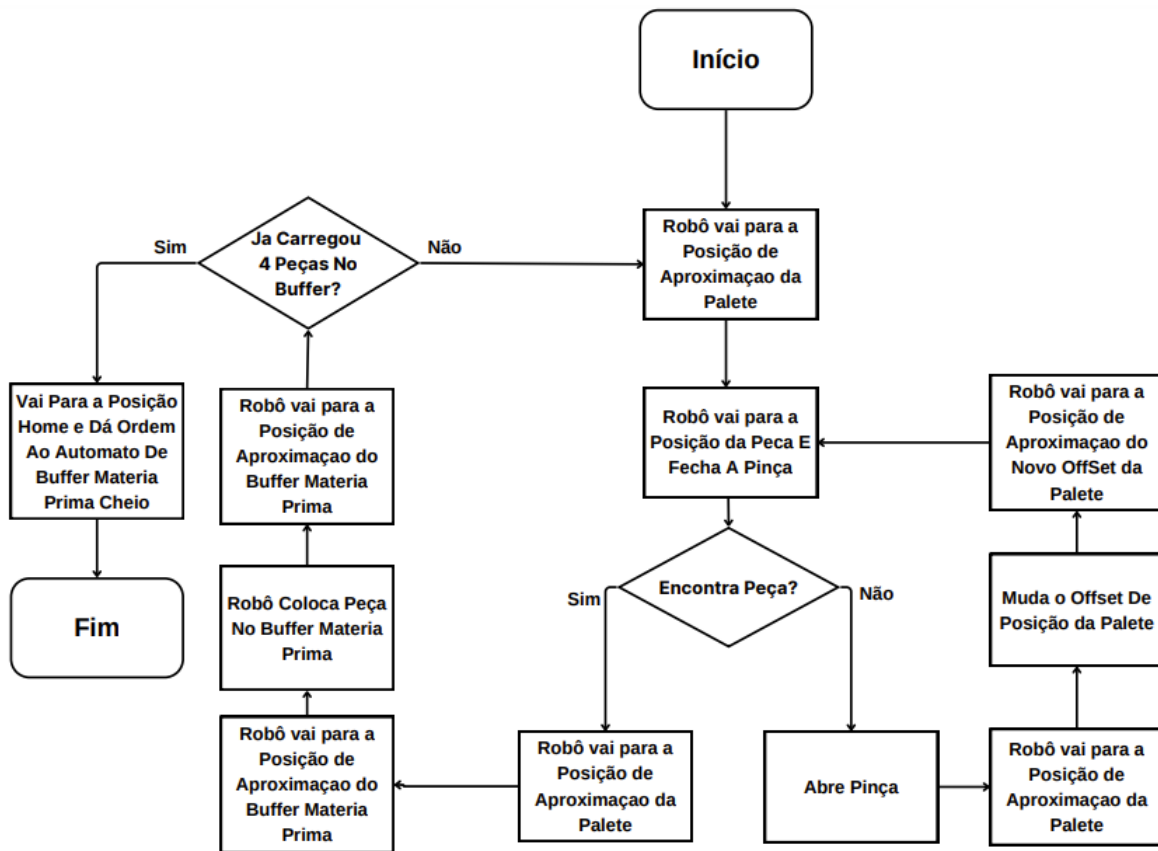 Início
Robô vai para a
Posição de
Aproximaçao da
Palete
Ja Carregou
4 Peças No
Buffer?
Sim
Não
Vai Para a Posição
Home e Dá Ordem
Ao Automato De
Buffer Materia
Prima Cheio
Fim
Robô vai para a
Posição de
Aproximaçao do
Buffer Materia
Prima
Robô Coloca Peça
No Buffer Materia
Prima
Robô vai para a
Posição de
Aproximaçao do
Buffer Materia
Prima
Robô vai para a
Posição da Peca E
Fecha A Pinça
Encontra Peça?
Sim
Não
Robô vai para a
Posição de
Aproximaçao da
Palete
Abre Pinça
Robô vai para a
Posição de
Aproximaçao da
Palete
Muda o Offset De
Posição da Palete
Robô vai para a
Posição de
Aproximaçao do
Novo OffSet da
Palete